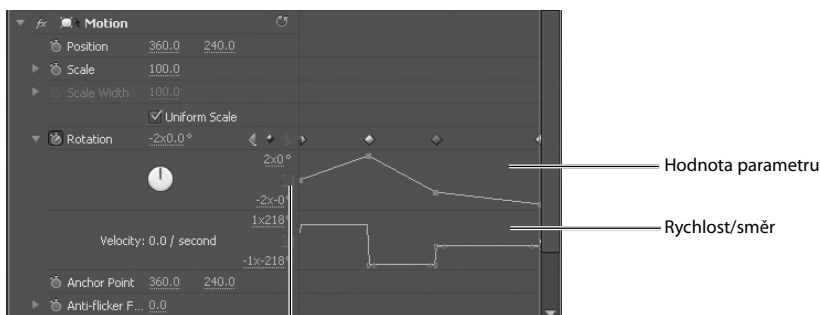 fx Motion
Position 360.0 240.0
Scale 100.0
Scale Width 100.0
Uniform Scale
Rotation -2x0.0°
2x0°
Hodnota parametru
-2x-0°
1x218°
Rychlost/směr
Velocity: 0.0 / second
-1x-218°
Anchor Point 360.0 240.0
Anti-flicker F... 0.0